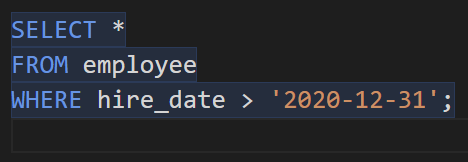 SELECT *
FROM employee
WHERE hire_date > '2020-12-31';